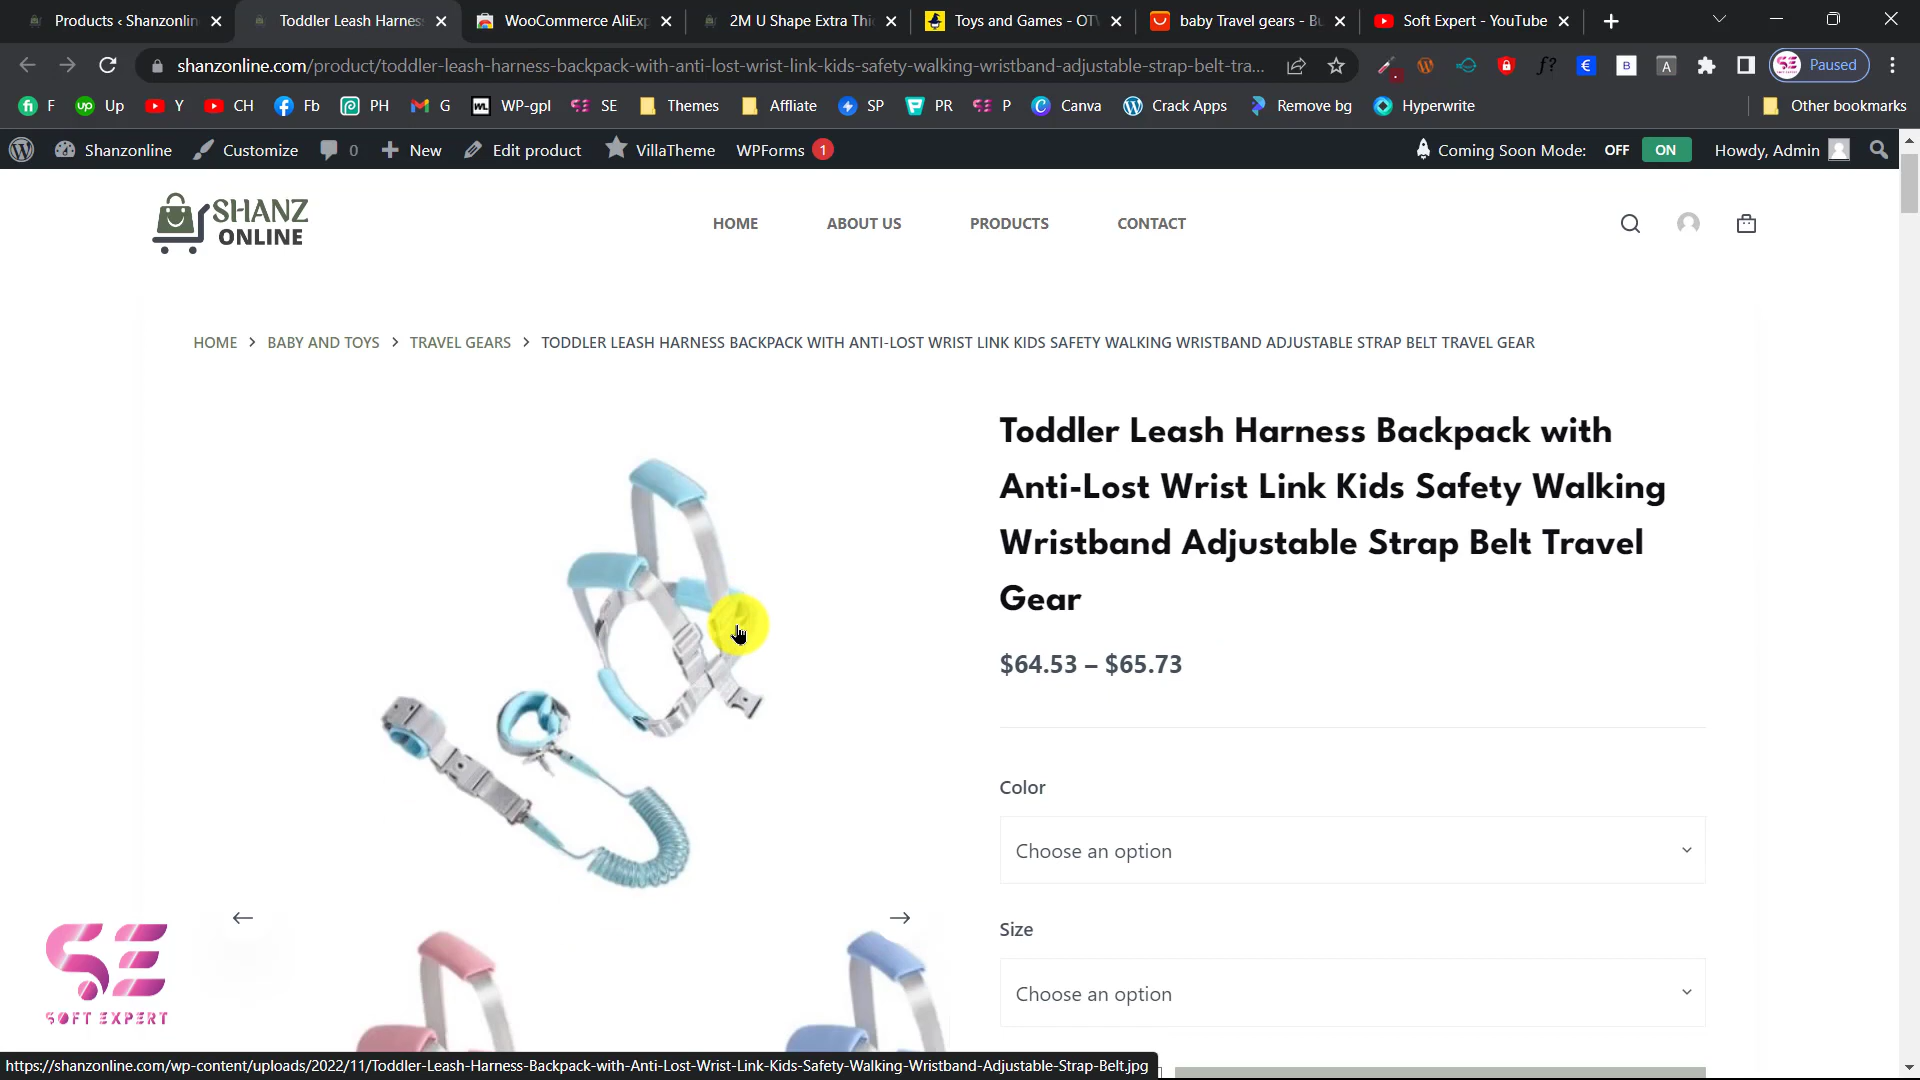 Products ‹ Shanzonlin
Toddler Leash Harness
WooCommerce AliExp
2M U Shape Extra Thi
Toys and Games - OT
baby Travel gears - Bu
Soft Expert - YouTube
shanzonline.com/product/toddler-leash-harness-backpack-with-anti-lost-wrist-link-kids-safety-walking-wristband-adjustable-strap-belt-tra...
Paused
F
Up
Y
CH
Fb
PH
G
WP-gpl
SE
Themes
Affliate
SP
PR
P
Canva
Crack Apps
Remove bg
Hyperwrite
Other bookmarks
Shanzonline
Customize
0
New
Edit product
VillaTheme
WPForms 1
Coming Soon Mode: OFF ON
Howdy, Admin
SHANZ
ONLINE
HOME
ABOUT US
PRODUCTS
CONTACT
HOME > BABY AND TOYS > TRAVEL GEARS > TODDLER LEASH HARNESS BACKPACK WITH ANTI-LOST WRIST LINK KIDS SAFETY WALKING WRISTBAND ADJUSTABLE STRAP BELT TRAVEL GEAR
Toddler Leash Harness Backpack with
Anti-Lost Wrist Link Kids Safety Walking
Wristband Adjustable Strap Belt Travel
Gear
$64.53 – $65.73
Color
Choose an option
Size
Choose an option
SE
SOFT EXPERT
https://shanzonline.com/wp-content/uploads/2022/11/Toddler-Leash-Harness-Backpack-with-Anti-Lost-Wrist-Link-Kids-Safety-Walking-Wristband-Adjustable-Strap-Belt.jpg